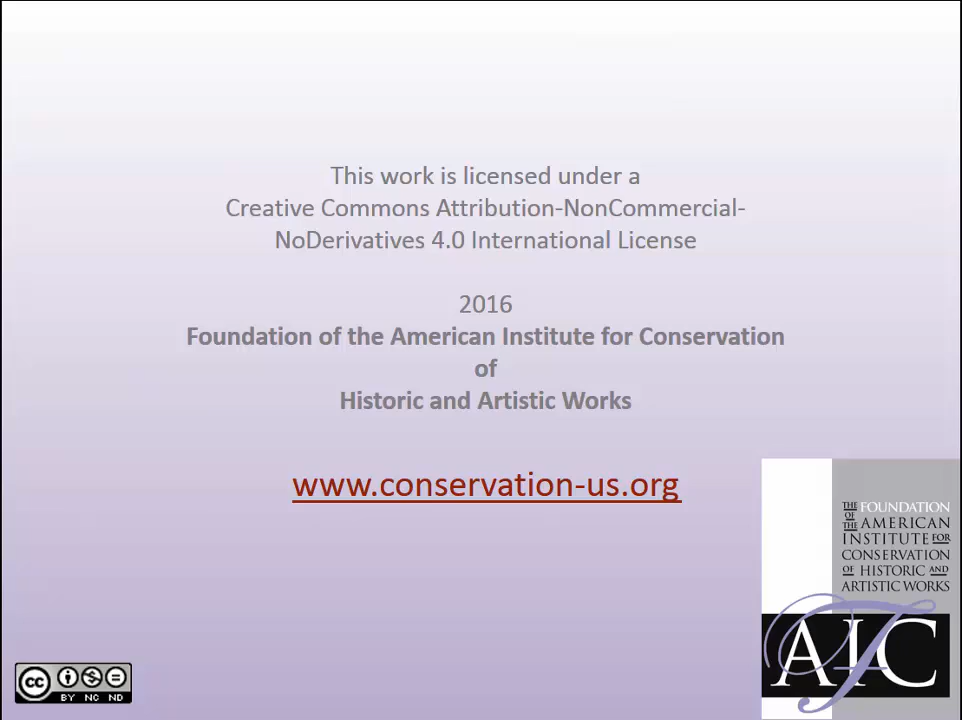 This work is licensed under a
Creative Commons Attribution-NonCommercial-
NoDerivatives 4.0 International License
2016
Foundation of the American Institute for Conservation
of
Historic and Artistic Works
www.conservation-us.org
THE FOUNDATION
OF
THE AMERICAN
INSTITUTE FOR
CONSERVATION
OF HISTORIC AND
ARTISTIC WORKS
FAIC
cc
BY NC ND